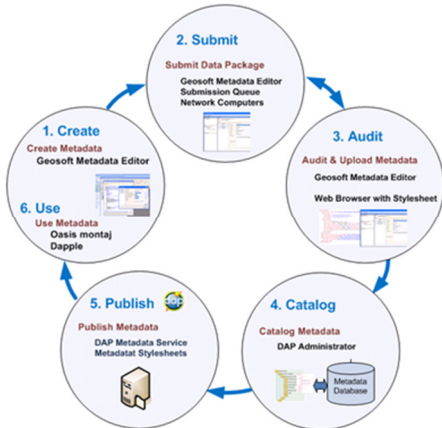 2. Submit
Submit Data Package
Geosoft Metadata Editor
Submission Queue
Network Computers
1. Create
Create Metadata
Geosoft Metadata Editor
6. Use
Use Metadata
Oasis montaj
Dapple
3. Audit
Audit & Upload Metadata
Geosoft Metadata Editor
Web Browser with Stylesheet
5. Publish
dap
Publish Metadata
DAP Metadata Service
Metadatat Stylesheets
4. Catalog
Catalog Metadata
DAP Administrator
Metadata
Database